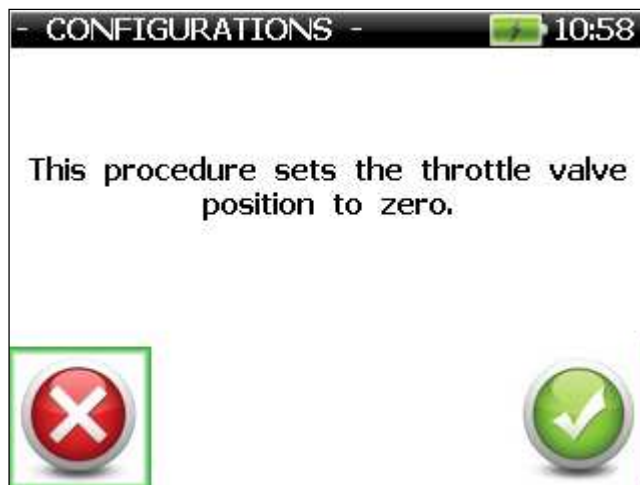 - CONFIGURATIONS - 10:58
This procedure sets the throttle valve
position to zero.